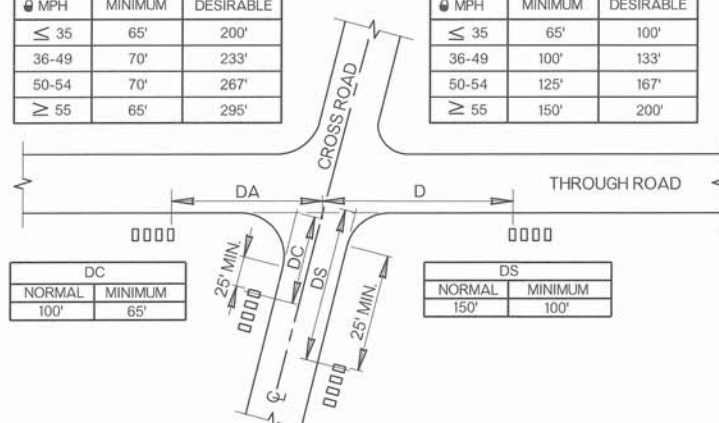 MPH MINIMUM DESIRABLE
≤ 35 65' 200'
36-49 70' 233'
50-54 70' 267'
≥ 55 65' 295'
MPH MINIMUM DESIRABLE
≤ 35 65' 100'
36-49 100' 133'
50-54 125' 167'
≥ 55 150' 200'
CROSS ROAD
THROUGH ROAD
DA
D
DC
NORMAL MINIMUM
100' 65'
25' MIN.
DC
DS
25' MIN.
DS
NORMAL MINIMUM
150' 100'
CL